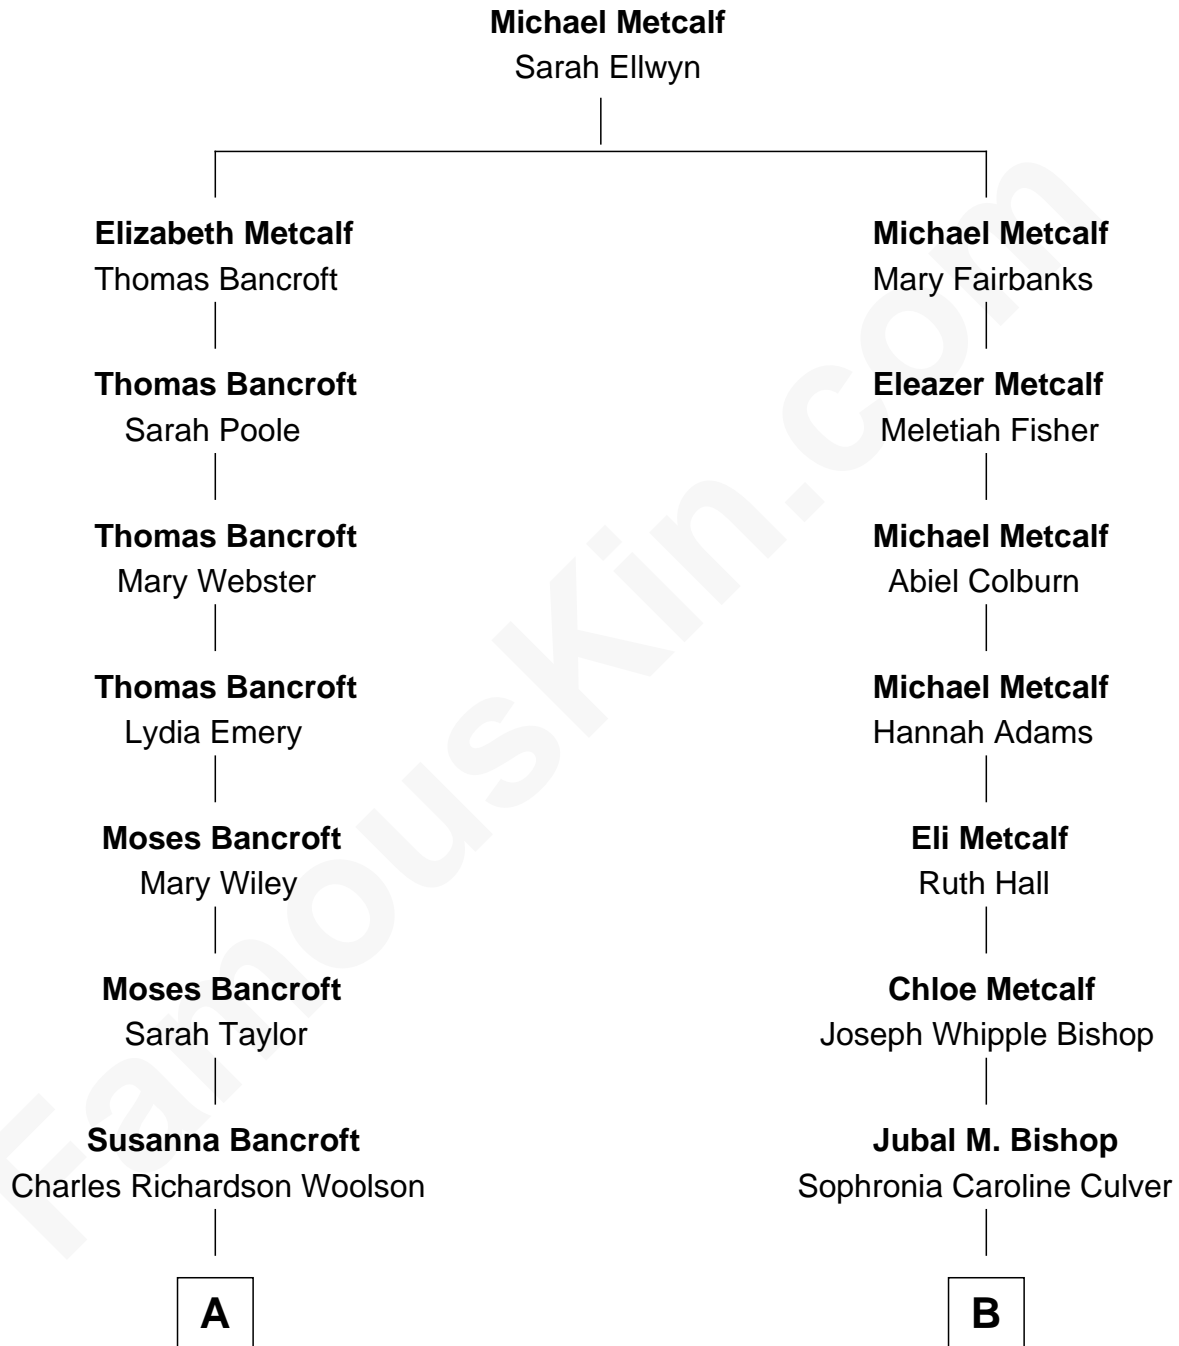 Michael Metcalf
Sarah Ellwyn
Elizabeth Metcalf
Thomas Bancroft
Michael Metcalf
Mary Fairbanks
Thomas Bancroft
Sarah Poole
Eleazer Metcalf
Meletiah Fisher
Thomas Bancroft
Mary Webster
Michael Metcalf
Abiel Colburn
Thomas Bancroft
Lydia Emery
Michael Metcalf
Hannah Adams
Moses Bancroft
Mary Wiley
Eli Metcalf
Ruth Hall
Moses Bancroft
Sarah Taylor
Chloe Metcalf
Joseph Whipple Bishop
Susanna Bancroft
Charles Richardson Woolson
Jubal M. Bishop
Sophronia Caroline Culver
A
B
FamousKin.com